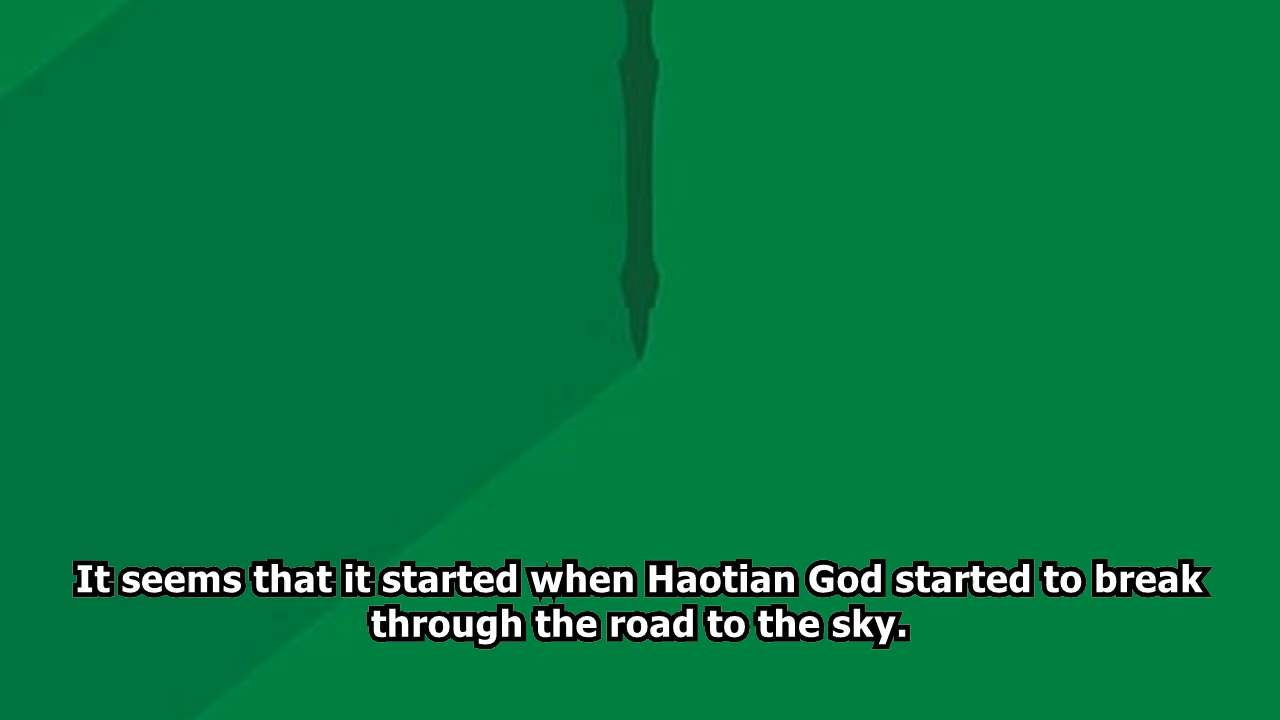 It seems that it started when Haotian God started to break
through the road to the sky.